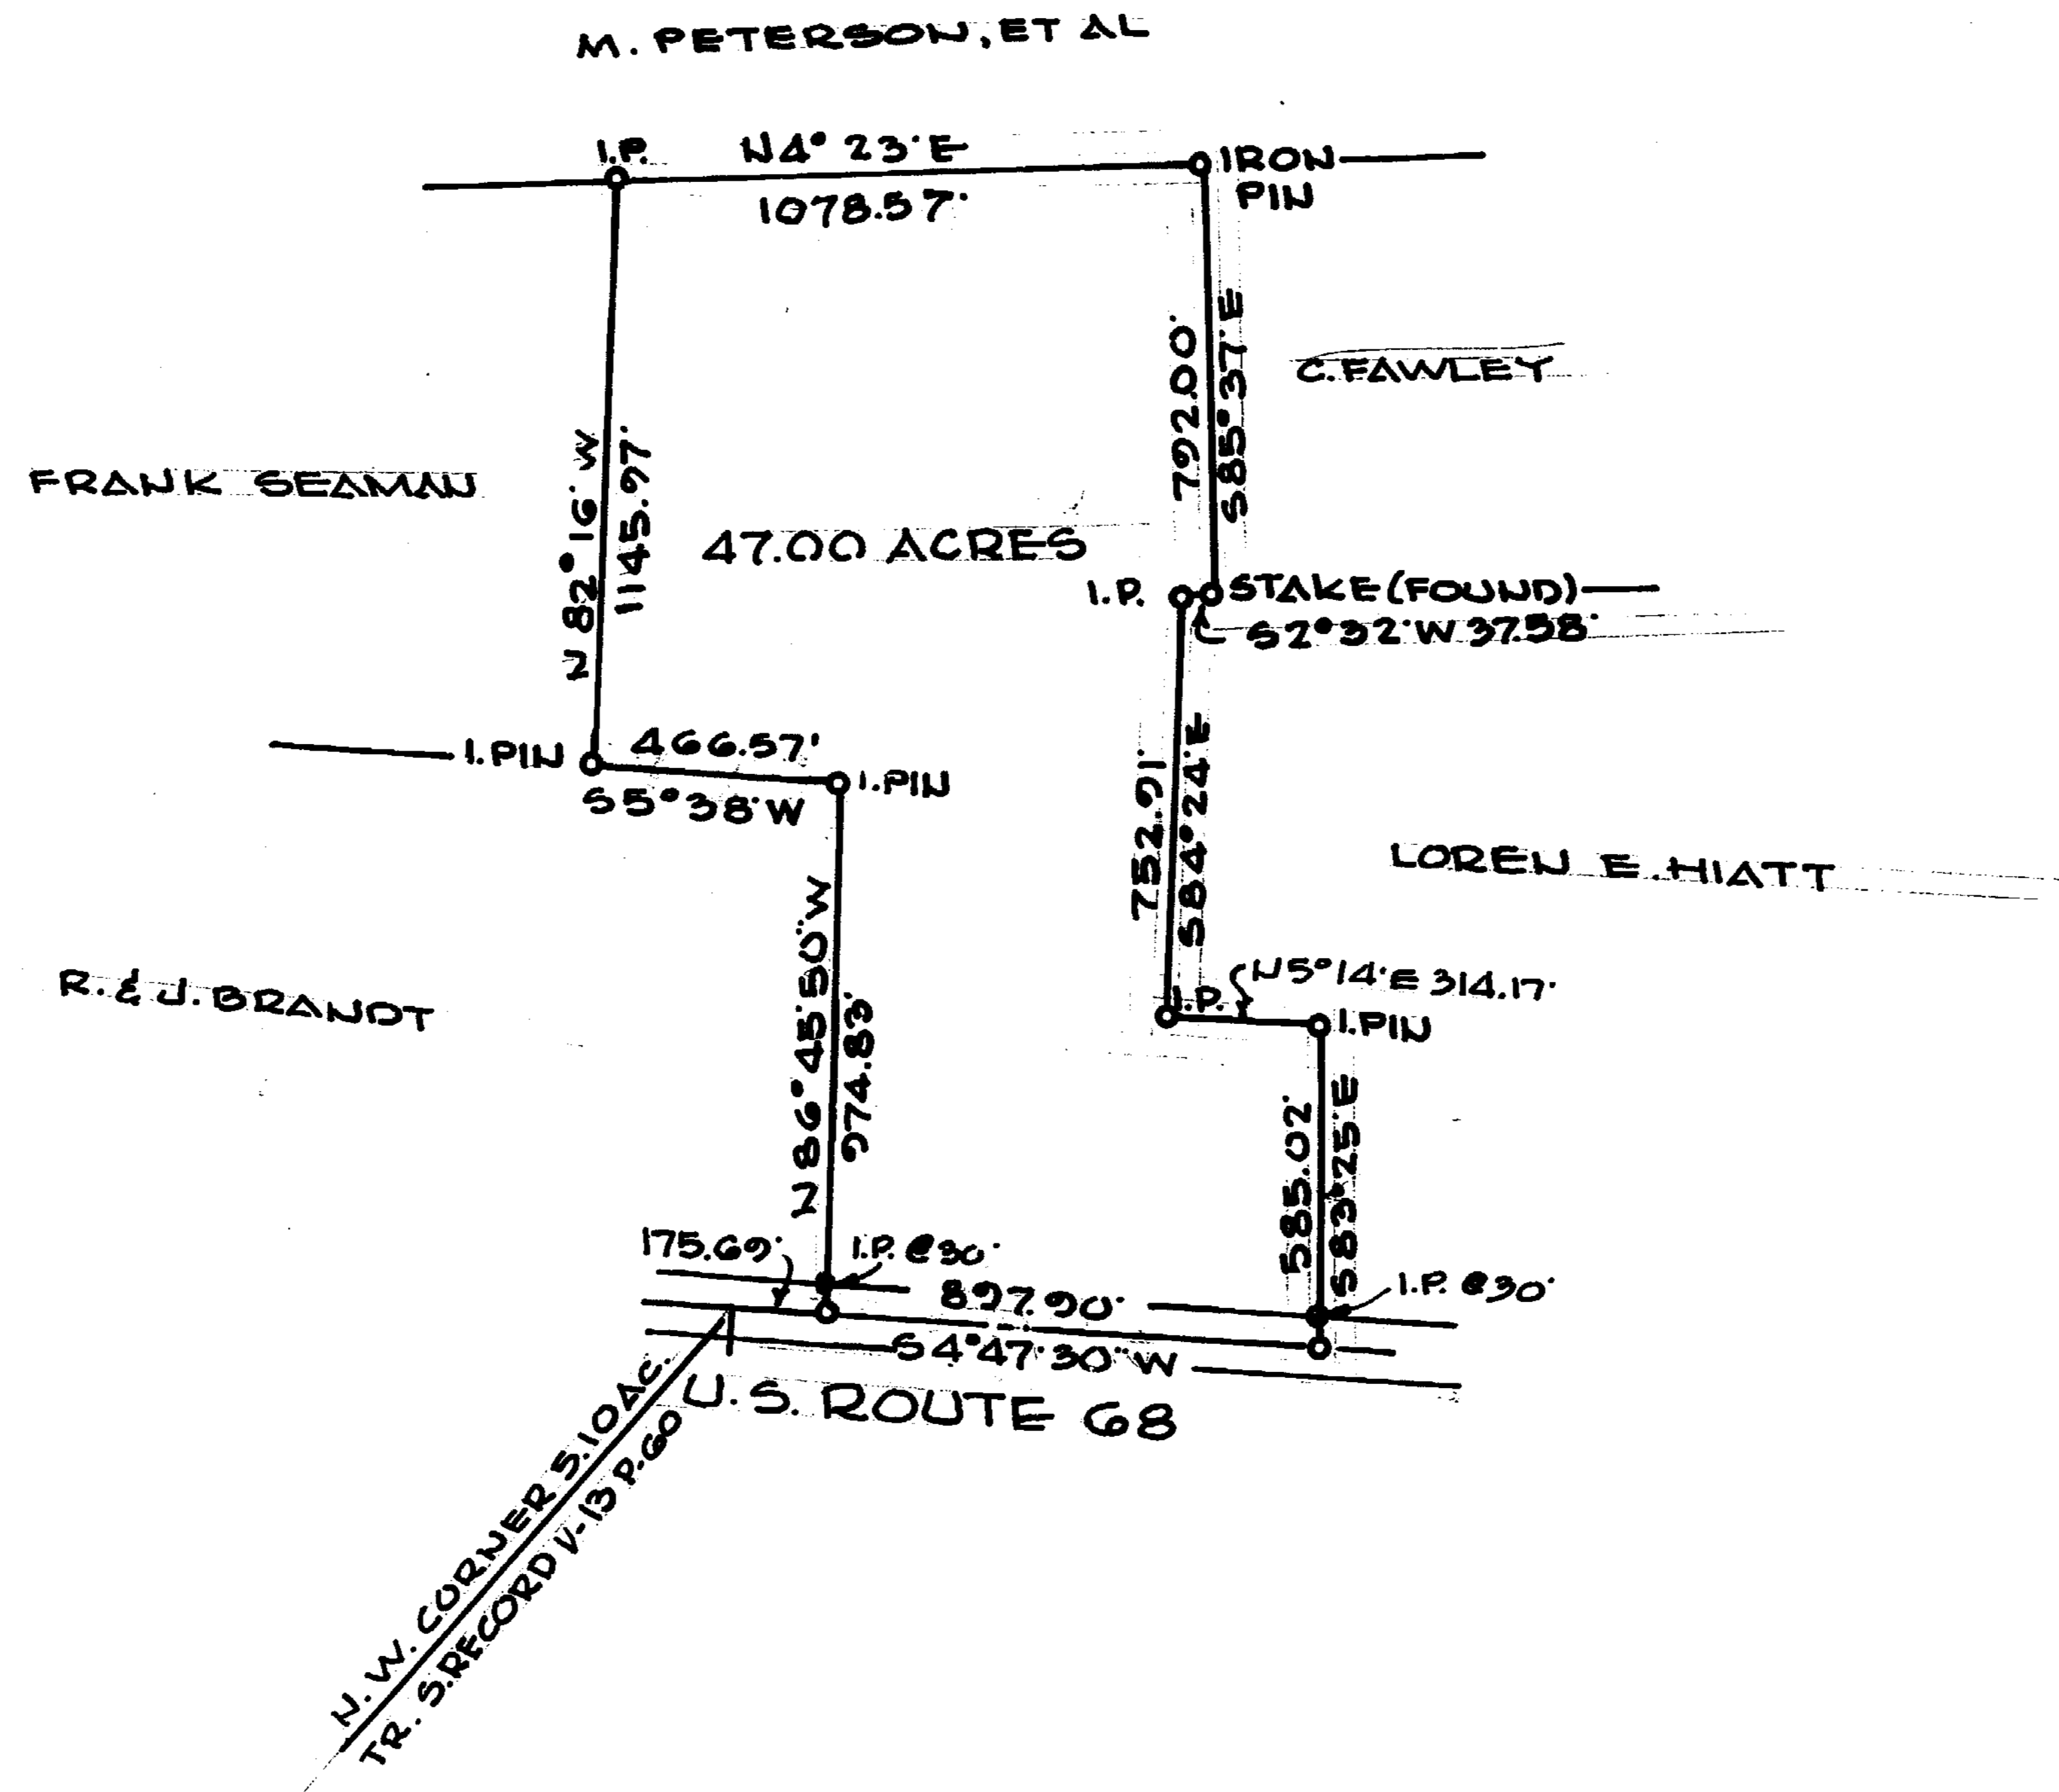 M. PETERSON, ET AL
I.P.
N4° 23' E
IRON
PIN
1078.57'
792.00'
S85° 37' E
C. FAWLEY
FRANK SEAMAN
N 82° 16' W
1145.97'
47.00 ACRES
I.P.
STAKE (FOUND)
S2° 32' W 37.58'
I. PIN
466.57'
I. PIN
S5° 38' W
752.91'
S84° 24' E
LOREN E. HIATT
R. & J. BRANDT
N 86° 45' 50" W
974.83'
I.P.
N5° 14' E 314.17'
I. PIN
585.02'
S 83° 25' E
175.69'
I.P. @ 30'
897.90'
I.P. @ 30'
S4° 47' 30" W
U.S. ROUTE 68
N. W. CORNER 5.10 AC.
TR. S. RECORD V-13 P.60